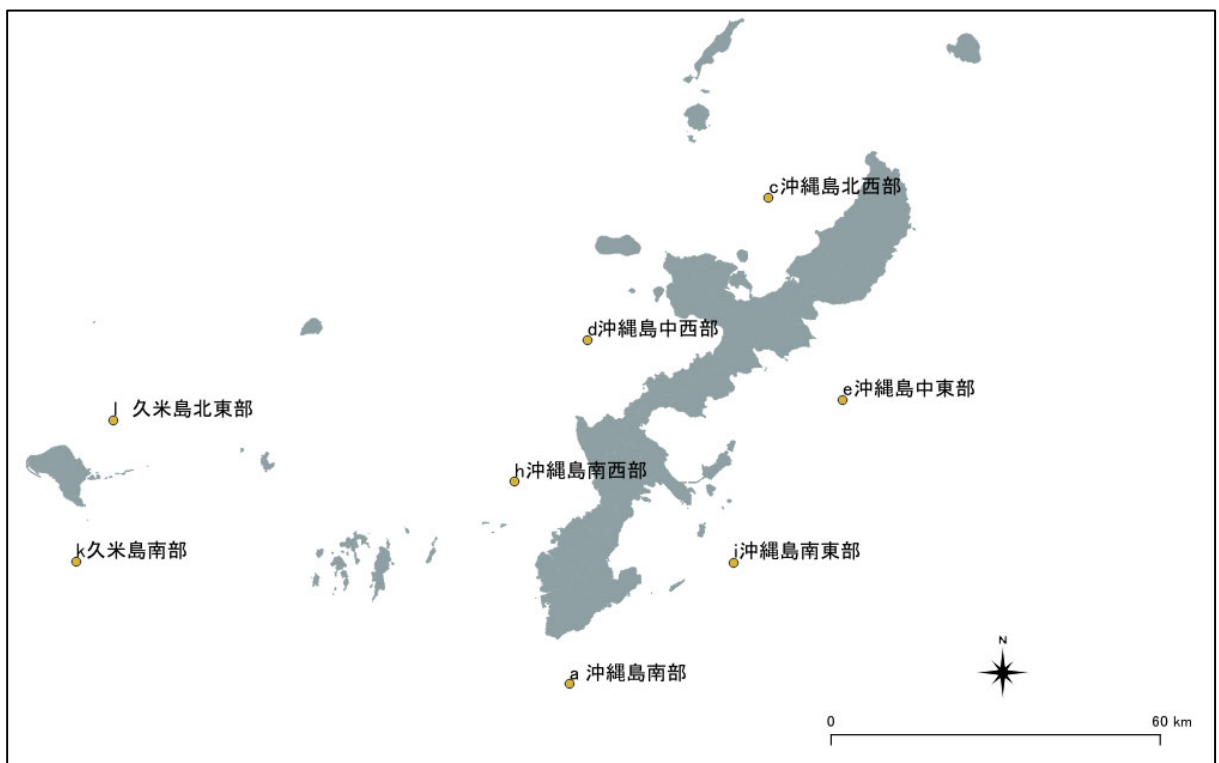 c沖縄島北西部
d沖縄島中西部
e沖縄島中東部
j 久米島北東部
h沖縄島南西部
k久米島南部
i沖縄島南東部
a 沖縄島南部
N
0 60 km